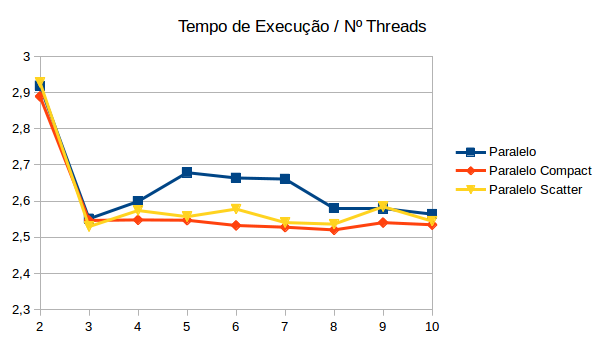 Tempo de Execução / Nº Threads
3
2,9
2,8
2,7
2,6
2,5
2,4
2,3
2 3 4 5 6 7 8 9 10
Paralelo
Paralelo Compact
Paralelo Scatter